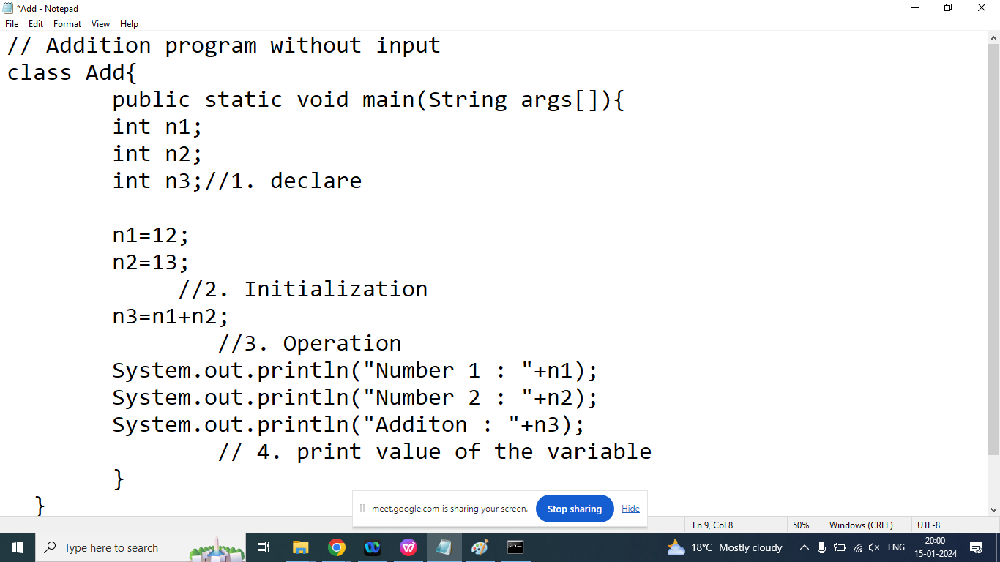 *Add - Notepad
File Edit Format View Help
// Addition program without input
class Add{
public static void main(String args[]){
int n1;
int n2;
int n3;//1. declare
n1=12;
n2=13;
//2. Initialization
n3=n1+n2;
//3. Operation
System.out.println("Number 1 : "+n1);
System.out.println("Number 2 : "+n2);
System.out.println("Additon : "+n3);
// 4. print value of the variable
}
}
meet.google.com is sharing your screen. Stop sharing Hide
Ln 9, Col 8 50% Windows (CRLF) UTF-8
Type here to search 18°C Mostly cloudy ENG 20:00
15-01-2024